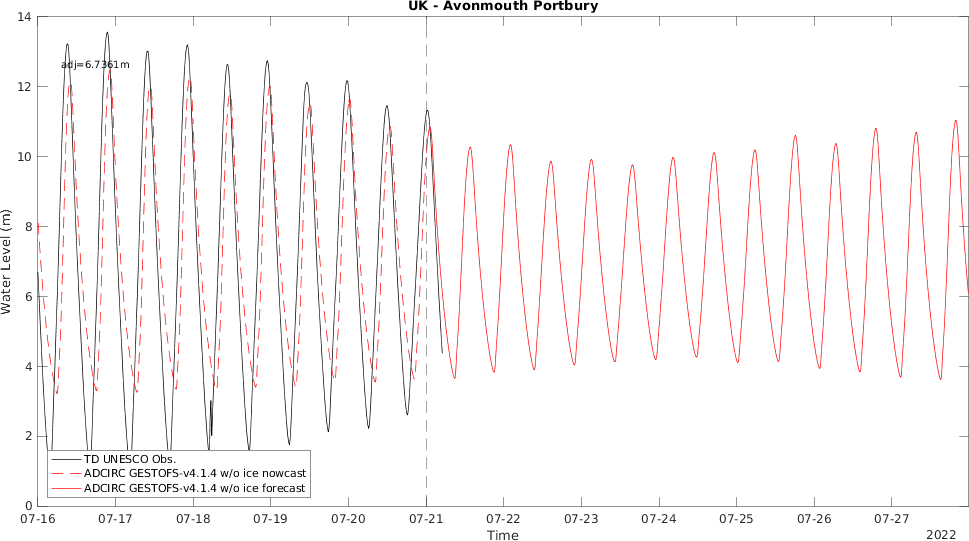 UK - Avonmouth Portbury
14
adj=6.7361m
12
10
8
6
4
2
0
Water Level (m)
TD UNESCO Obs.
ADCIRC GESTOFS-v4.1.4 w/o ice nowcast
ADCIRC GESTOFS-v4.1.4 w/o ice forecast
07-16 07-17 07-18 07-19 07-20 07-21 07-22 07-23 07-24 07-25 07-26 07-27
Time
2022